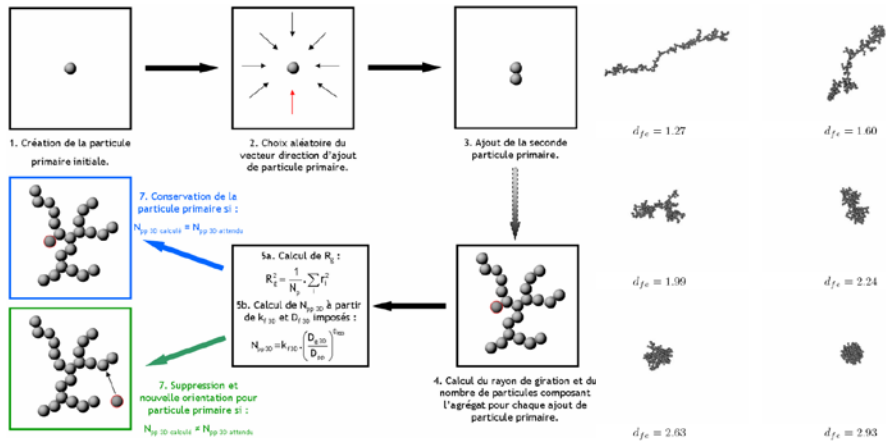 1. Création de la particule
primaire initiale.
2. Choix aléatoire du
vecteur direction d'ajout
de particule primaire.
3. Ajout de la seconde
particule primaire.
d_fe = 1.27
d_fe = 1.60
7. Conservation de la
particule primaire si :
N_pp 3D calculé = N_pp 3D attendu
5a. Calcul de R_g :
R_g^2 = 1/N_p . Σ_i r_i^2
5b. Calcul de N_pp 3D à partir
de k_f 3D et D_f 3D imposés :
N_pp 3D = k_f 3D . (D_g 3D / D_pp)
d_fe = 1.99
d_fe = 2.24
7. Suppression et
nouvelle orientation pour
particule primaire si :
N_pp 3D calculé ≠ N_pp 3D attendu
4. Calcul du rayon de giration et du
nombre de particules composant
l'agrégat pour chaque ajout de
particule primaire.
d_fe = 2.63
d_fe = 2.93